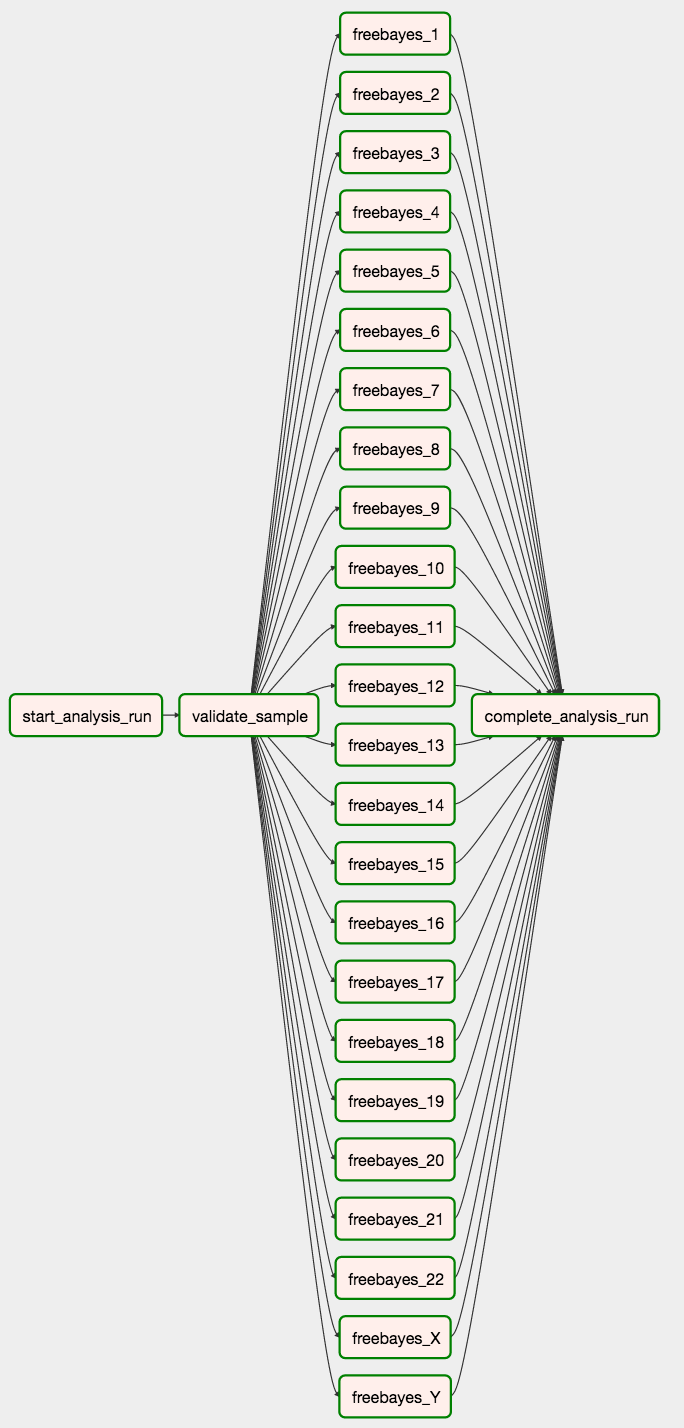 freebayes_1
freebayes_2
freebayes_3
freebayes_4
freebayes_5
freebayes_6
freebayes_7
freebayes_8
freebayes_9
freebayes_10
freebayes_11
freebayes_12
start_analysis_run
validate_sample
complete_analysis_run
freebayes_13
freebayes_14
freebayes_15
freebayes_16
freebayes_17
freebayes_18
freebayes_19
freebayes_20
freebayes_21
freebayes_22
freebayes_X
freebayes_Y